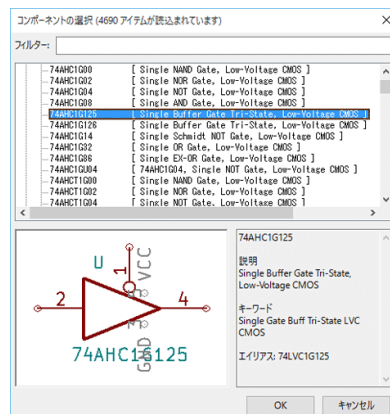 コンポーネントの選択 (4690 アイテムが読込まれています)
フィルター:
74AHC1G00 [ Single NAND Gate, Low-Voltage CMOS ]
74AHC1G02 [ Single NOR Gate, Low-Voltage CMOS ]
74AHC1G04 [ Single NOT Gate, Low-Voltage CMOS ]
74AHC1G08 [ Single AND Gate, Low-Voltage CMOS ]
74AHC1G125 [ Single Buffer Gate Tri-State, Low-Voltage CMOS ]
74AHC1G126 [ Single Buffer Gate Tri-State, Low-Voltage CMOS ]
74AHC1G14 [ Single Schmidt NOT Gate, Low-Voltage CMOS ]
74AHC1G32 [ Single OR Gate, Low-Voltage CMOS ]
74AHC1G86 [ Single EX-OR Gate, Low-Voltage CMOS ]
74AHC1GU04 [ 74AHC1G04, Single NOT Gate, Low-Voltage CMOS ]
74AHCT1G00 [ Single NAND Gate, Low-Voltage CMOS ]
74AHCT1G02 [ Single NOR Gate, Low-Voltage CMOS ]
74AHCT1G04 [ Single NOT Gate, Low-Voltage CMOS ]
U
1
VCC
2
4
GND
74AHC1G125
74AHC1G125
説明
Single Buffer Gate Tri-State,
Low-Voltage CMOS
キーワード
Single Gate Buff Tri-State LVC
CMOS
エイリアス: 74LVC1G125
OK
キャンセル